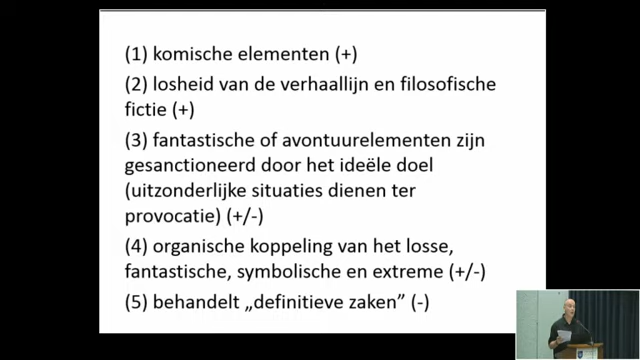 (1) komische elementen (+)
(2) losheid van de verhaallijn en filosofische
fictie (+)
(3) fantastische of avontuurelementen zijn
gesanctioneerd door het ideële doel
(uitzonderlijke situaties dienen ter
provocatie) (+/-)
(4) organische koppeling van het losse,
fantastische, symbolische en extreme (+/-)
(5) behandelt „definitieve zaken” (-)